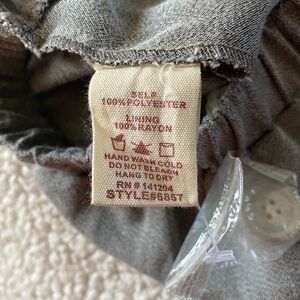 SELF
100%POLYESTER
LINING
100%RAYON
HAND WASH COLD
DO NOT BLEACH
HANG TO DRY
RN # 141204
STYLE#6857